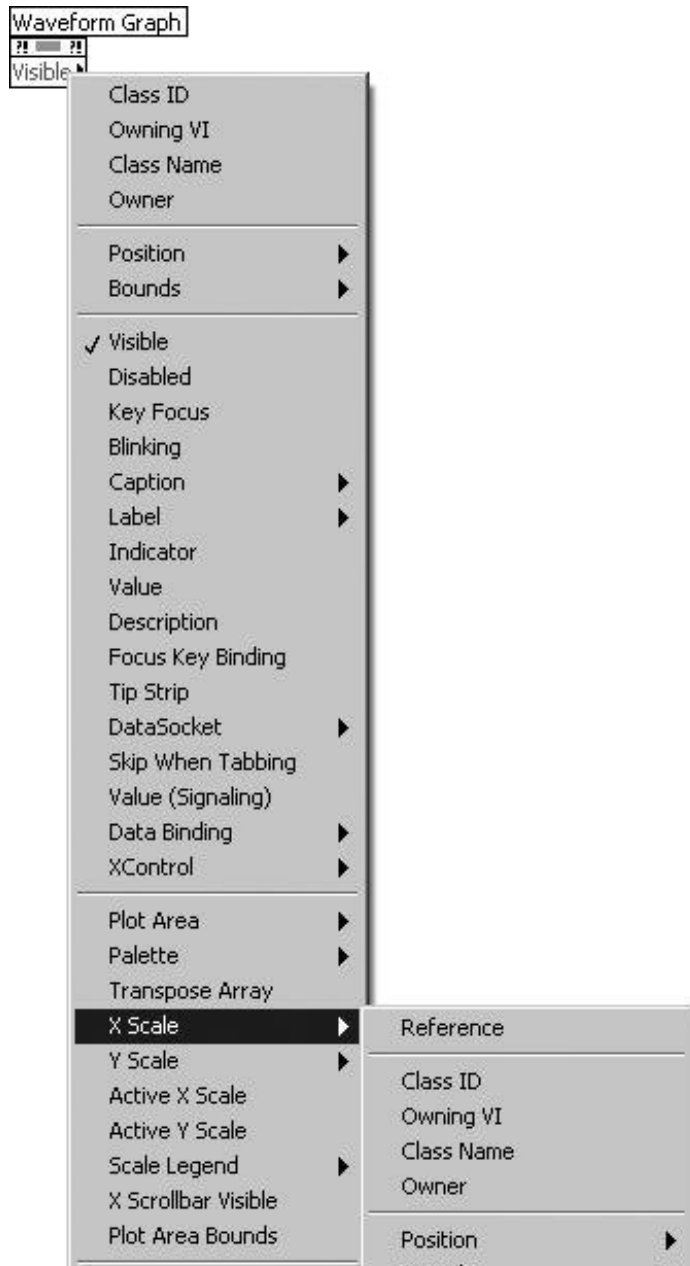 Waveform Graph
?! ?!
Visible
Class ID
Owning VI
Class Name
Owner
Position
Bounds
✓ Visible
Disabled
Key Focus
Blinking
Caption
Label
Indicator
Value
Description
Focus Key Binding
Tip Strip
DataSocket
Skip When Tabbing
Value (Signaling)
Data Binding
XControl
Plot Area
Palette
Transpose Array
X Scale
Y Scale
Active X Scale
Active Y Scale
Scale Legend
X Scrollbar Visible
Plot Area Bounds
Reference
Class ID
Owning VI
Class Name
Owner
Position